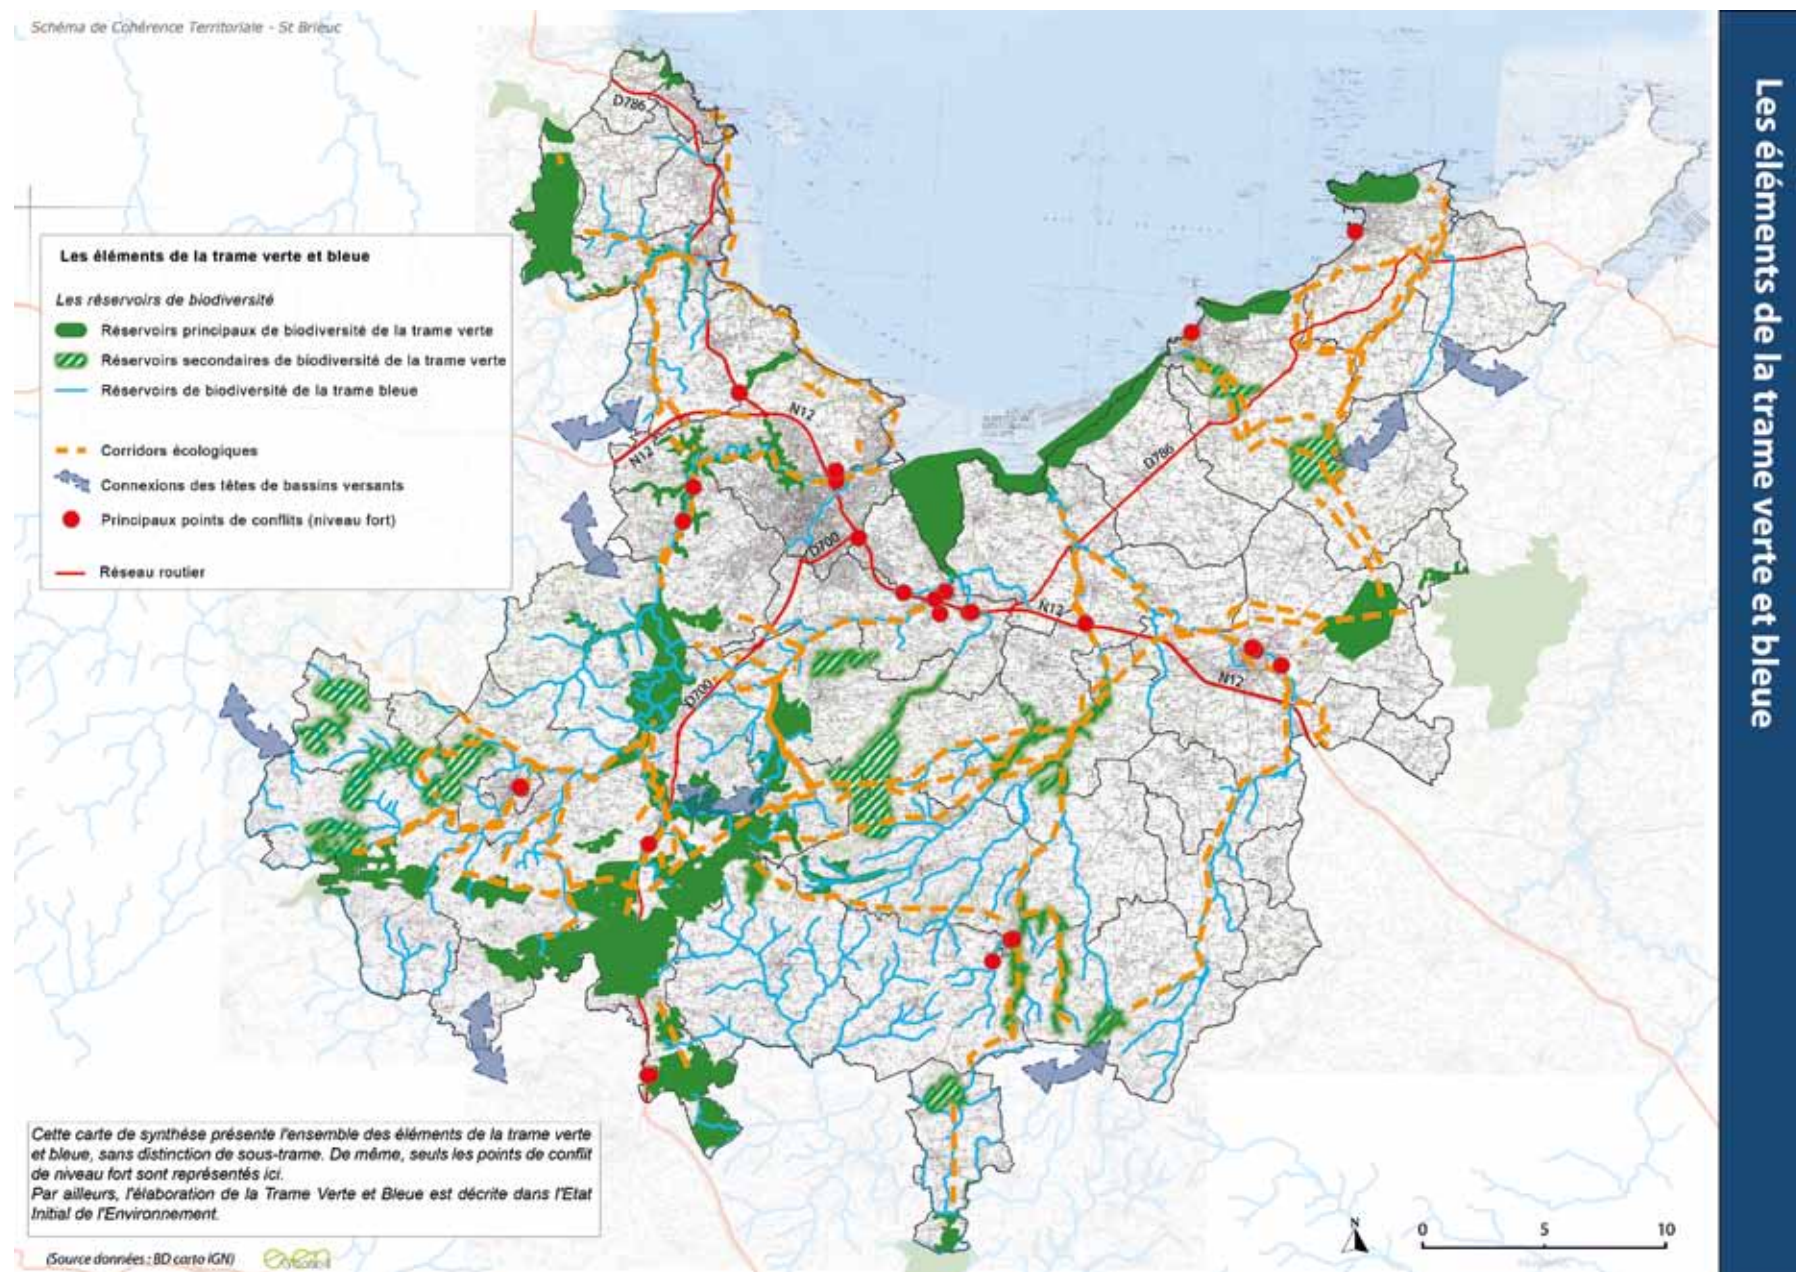 Schéma de Cohérence Territoriale - St Brieuc
Les éléments de la trame verte et bleue
D786
Les éléments de la trame verte et bleue
Les réservoirs de biodiversité
Réservoirs principaux de biodiversité de la trame verte
Réservoirs secondaires de biodiversité de la trame verte
Réservoirs de biodiversité de la trame bleue
Corridors écologiques
Connexions des têtes de bassins versants
Principaux points de conflits (niveau fort)
Réseau routier
N12
N12
D786
D700
N12
N12
D700
Cette carte de synthèse présente l'ensemble des éléments de la trame verte
et bleue, sans distinction de sous-trame. De même, seuls les points de conflit
de niveau fort sont représentés ici.
Par ailleurs, l'élaboration de la Trame Verte et Bleue est décrite dans l'Etat
Initial de l'Environnement.
(Source données : BD carto IGN)
N
0 5 10